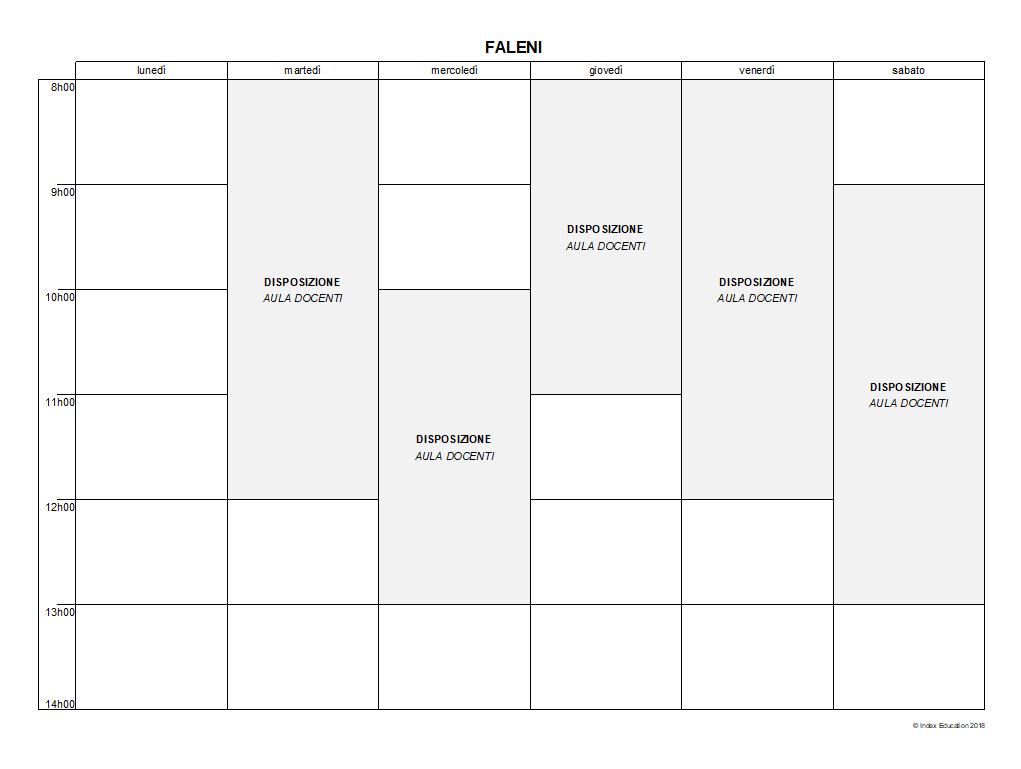 FALENI
lunedì martedì mercoledì giovedì venerdì sabato
8h00
9h00
DISPOSIZIONE
AULA DOCENTI
DISPOSIZIONE DISPOSIZIONE
10h00 AULA DOCENTI AULA DOCENTI
DISPOSIZIONE
11h00 AULA DOCENTI
DISPOSIZIONE
AULA DOCENTI
12h00
13h00
14h00
© Index Education 2018